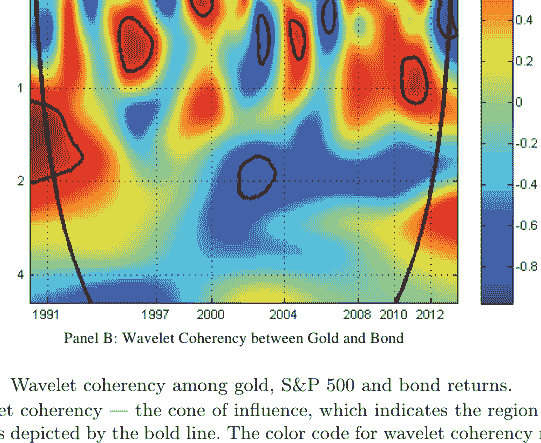 0.4
0.2
1
0
-0.2
2
-0.4
-0.6
4
-0.8
1991 1997 2000 2004 2008 2010 2012
Panel B: Wavelet Coherency between Gold and Bond
Wavelet coherency among gold, S&P 500 and bond returns.
et coherency — the cone of influence, which indicates the region
s depicted by the bold line. The color code for wavelet coherency